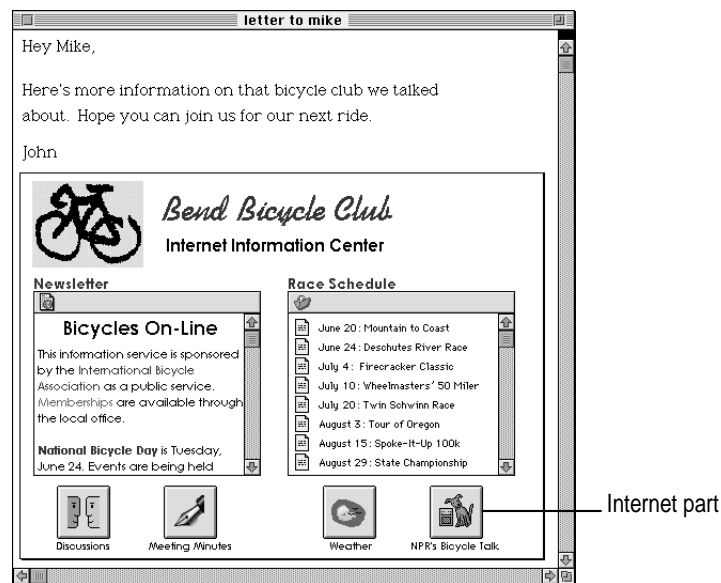 letter to mike
Hey Mike,
Here's more information on that bicycle club we talked
about. Hope you can join us for our next ride.
John
Bend Bicycle Club
Internet Information Center
Newsletter
Bicycles On-Line
This information service is sponsored
by the International Bicycle
Association as a public service.
Memberships are available through
the local office.
National Bicycle Day is Tuesday,
June 24. Events are being held
Race Schedule
June 20: Mountain to Coast
June 24: Deschutes River Race
July 4: Firecracker Classic
July 10: Wheelmasters' 50 Miler
July 20: Twin Schwinn Race
August 3: Tour of Oregon
August 15: Spoke-It-Up 100k
August 29: State Championship
Discussions
Meeting Minutes
Weather
NPR's Bicycle Talk
Internet part